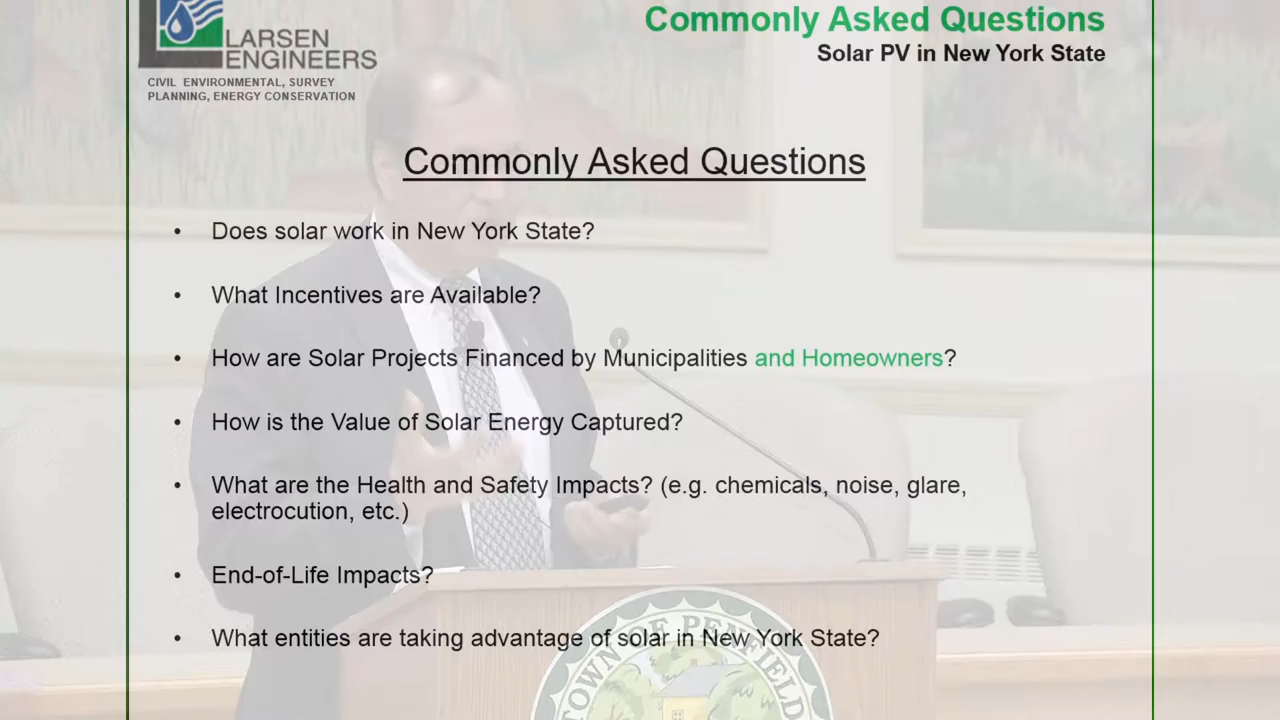 LARSEN
ENGINEERS
CIVIL ENVIRONMENTAL, SURVEY
PLANNING, ENERGY CONSERVATION
Commonly Asked Questions
Solar PV in New York State
Commonly Asked Questions
• Does solar work in New York State?
• What Incentives are Available?
• How are Solar Projects Financed by Municipalities and Homeowners?
• How is the Value of Solar Energy Captured?
• What are the Health and Safety Impacts? (e.g. chemicals, noise, glare,
electrocution, etc.)
• End-of-Life Impacts?
• What entities are taking advantage of solar in New York State?
TOWN OF PENFIELD